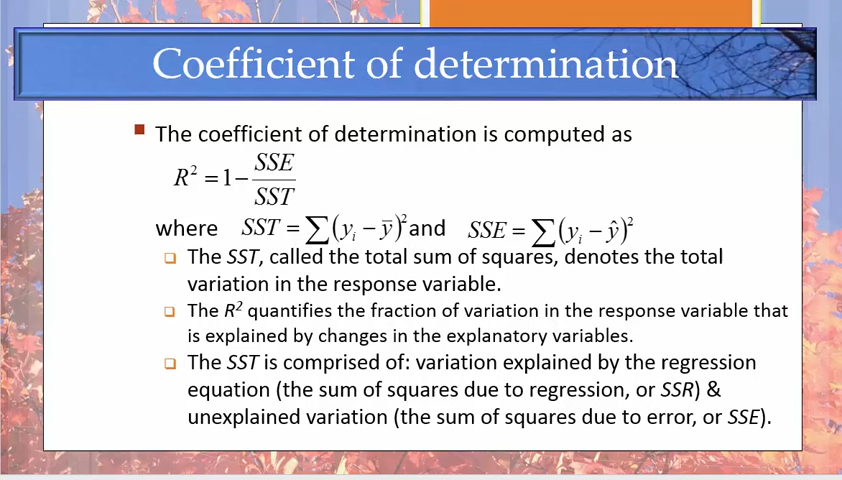 Coefficient of determination
The coefficient of determination is computed as
R² = 1 − SSE/SST
where SST = ∑(yᵢ − ȳ)² and SSE = ∑(yᵢ − ŷ)²
The SST, called the total sum of squares, denotes the total
variation in the response variable.
The R² quantifies the fraction of variation in the response variable that
is explained by changes in the explanatory variables.
The SST is comprised of: variation explained by the regression
equation (the sum of squares due to regression, or SSR) &
unexplained variation (the sum of squares due to error, or SSE).